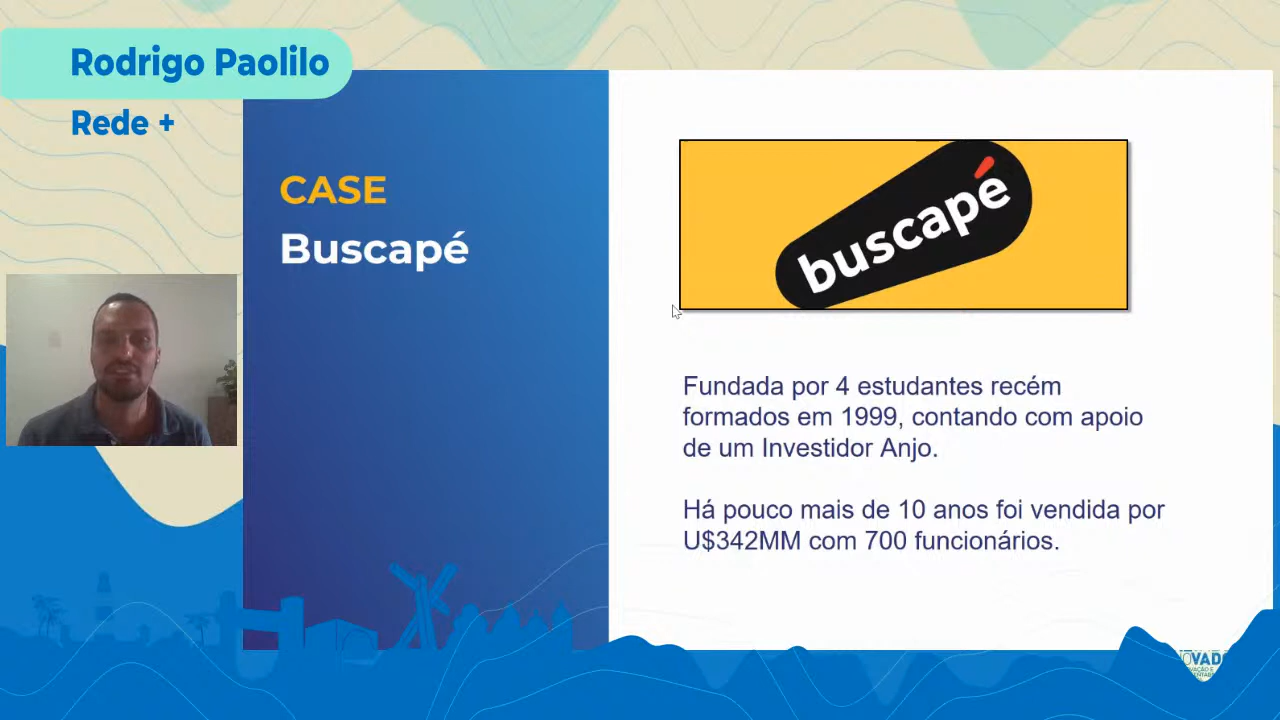 Rodrigo Paolilo
Rede +
CASE
Buscapé
buscapé
Fundada por 4 estudantes recém
formados em 1999, contando com apoio
de um Investidor Anjo.
Há pouco mais de 10 anos foi vendida por
U$342MM com 700 funcionários.